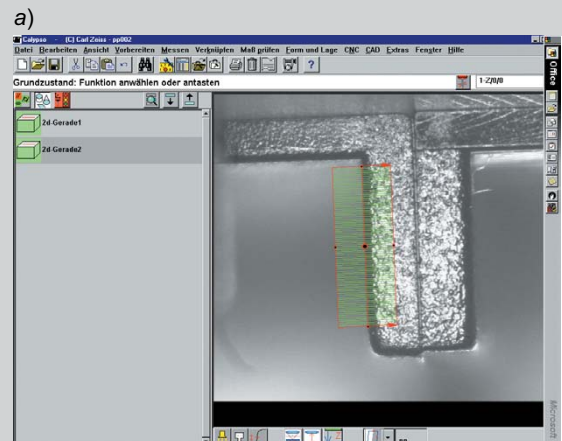 a)
Calypso - (C) Carl Zeiss - pp002
Datei Bearbeiten Ansicht Vorbereiten Messen Verknüpfen Maß prüfen Form und Lage CNC CAD Extras Fenster Hilfe
Grundzustand: Funktion anwählen oder antasten
1-Z/0/0
2d-Gerade1
2d-Gerade2
Office
Microsoft